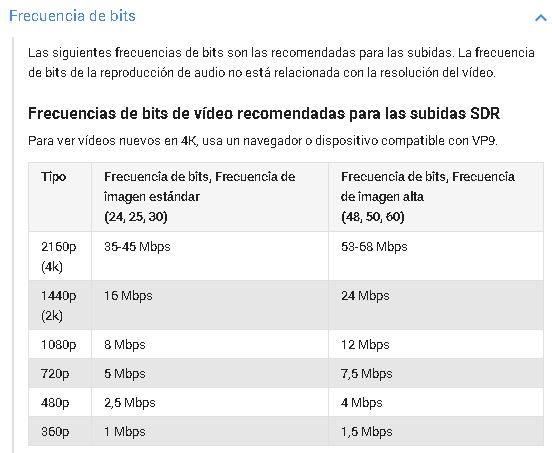 Frecuencia de bits
Las siguientes frecuencias de bits son las recomendadas para las subidas. La frecuencia
de bits de la reproducción de audio no está relacionada con la resolución del vídeo.
Frecuencias de bits de vídeo recomendadas para las subidas SDR
Para ver vídeos nuevos en 4K, usa un navegador o dispositivo compatible con VP9.
Tipo
Frecuencia de bits, Frecuencia de
imagen estándar
(24, 25, 30)
Frecuencia de bits, Frecuencia
de imagen alta
(48, 50, 60)
2160p
(4k)
35-45 Mbps
53-68 Mbps
1440p
(2k)
16 Mbps
24 Mbps
1080p
8 Mbps
12 Mbps
720p
5 Mbps
7,5 Mbps
480p
2,5 Mbps
4 Mbps
360p
1 Mbps
1,5 Mbps